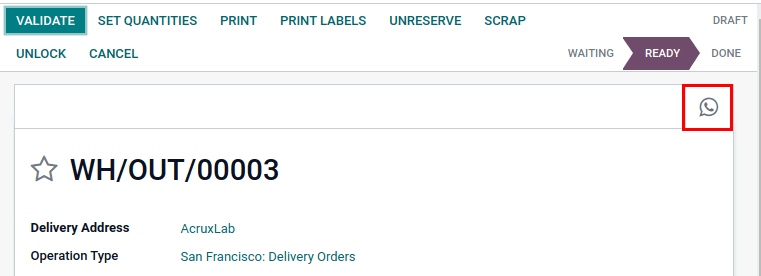 VALIDATE SET QUANTITIES PRINT PRINT LABELS UNRESERVE SCRAP DRAFT
UNLOCK CANCEL WAITING READY DONE
WH/OUT/00003
Delivery Address AcruxLab
Operation Type San Francisco: Delivery Orders